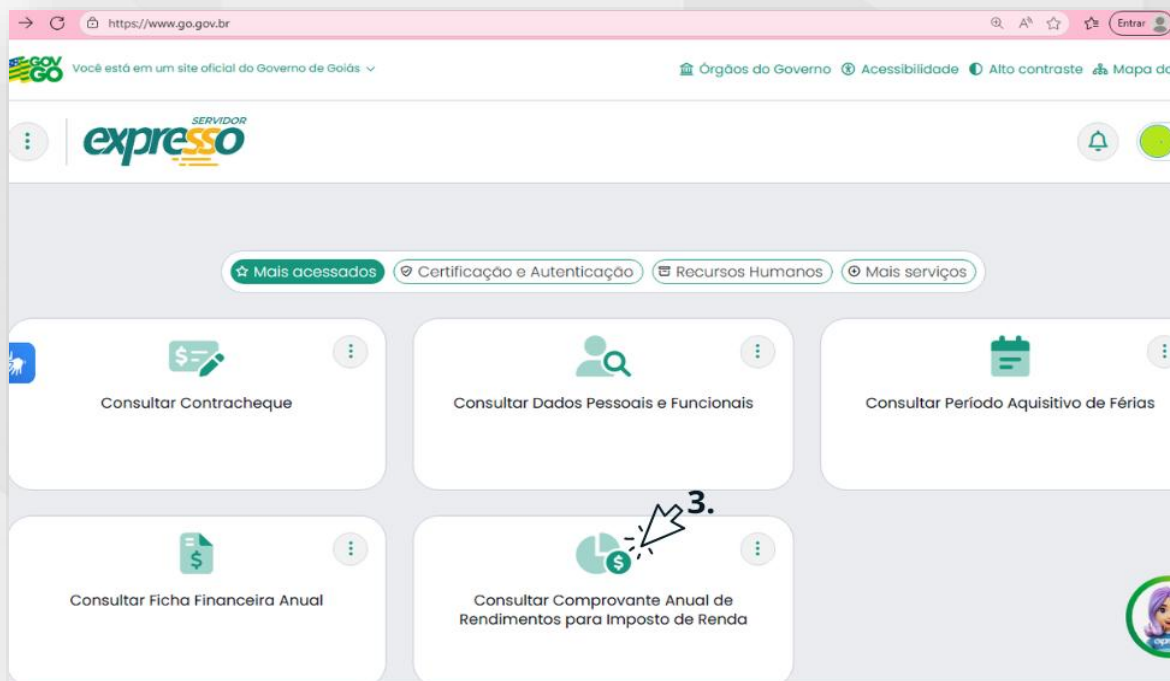 https://www.go.gov.br
Entrar
GOV
GO
Você está em um site oficial do Governo de Goiás
Órgãos do Governo
Acessibilidade
Alto contraste
Mapa do
SERVIDOR
expresso
Mais acessados
Certificação e Autenticação
Recursos Humanos
Mais serviços
Consultar Contracheque
Consultar Dados Pessoais e Funcionais
Consultar Período Aquisitivo de Férias
3.
Consultar Ficha Financeira Anual
Consultar Comprovante Anual de
Rendimentos para Imposto de Renda